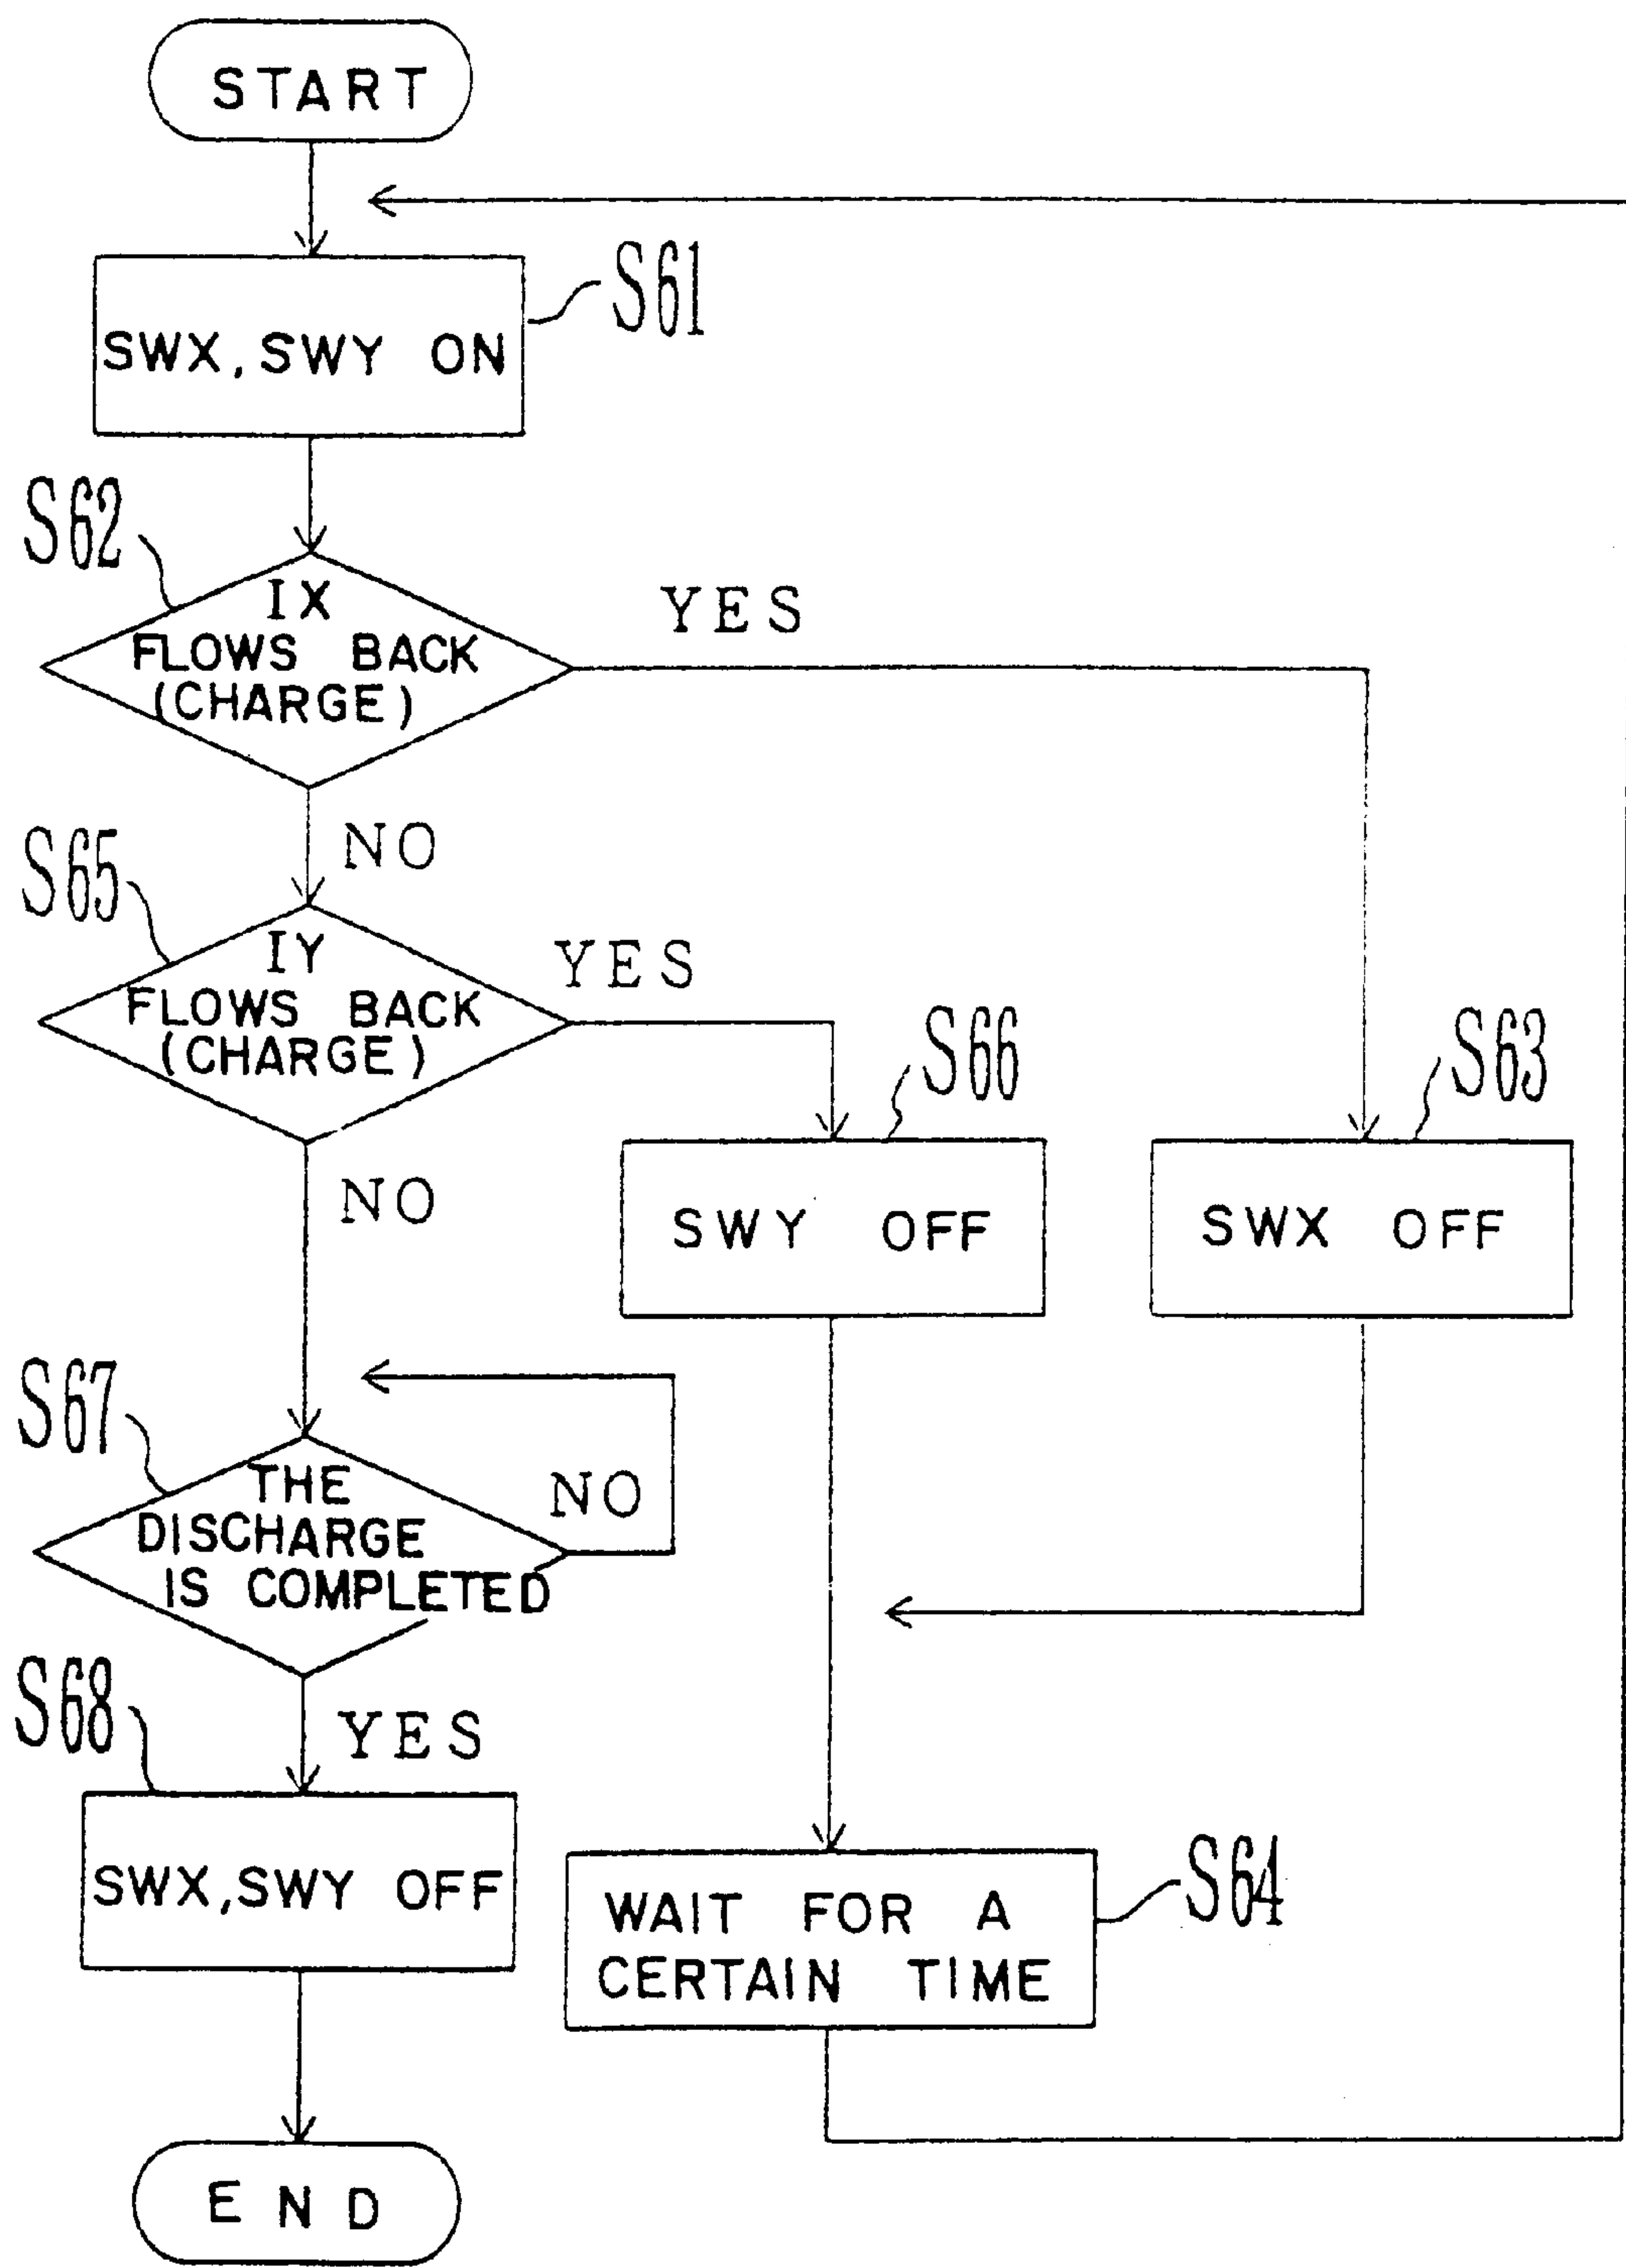 START
S61
SWX, SWY ON
S62
IX
FLOWS BACK
(CHARGE)
YES
NO
S65
IY
FLOWS BACK
(CHARGE)
YES
NO
S66
SWY OFF
S63
SWX OFF
S67
THE
DISCHARGE
IS COMPLETED
NO
YES
S68
SWX, SWY OFF
S64
WAIT FOR A
CERTAIN TIME
END